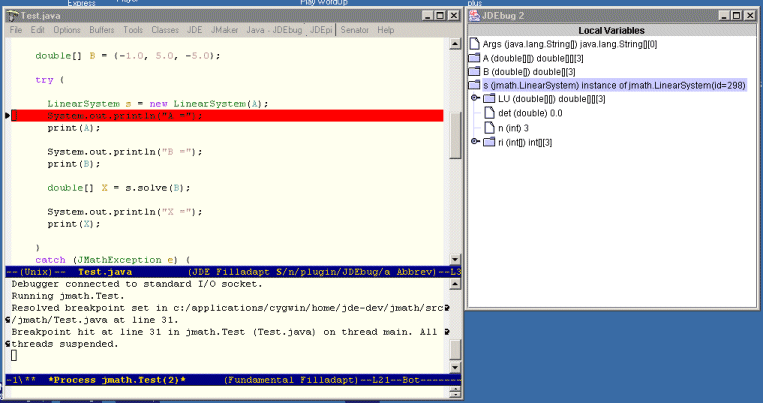 Express
Player
Play WordUp
plus
Test.java
File Edit Options Buffers Tools Classes JDE JMaker Java - JDEbug JDEpi Senator Help
double[] B = {-1.0, 5.0, -5.0};
try {
LinearSystem s = new LinearSystem(A);
System.out.println("A =");
print(A);
System.out.println("B =");
print(B);
double[] X = s.solve(B);
System.out.println("X =");
print(X);
}
catch (JMathException e) {
--(Unix)-- Test.java (JDE Filladapt S/n/plugin/JDEbug/a Abbrev)--L3
Debugger connected to standard I/O socket.
Running jmath.Test.
Resolved breakpoint set in c:/applications/cygwin/home/jde-dev/jmath/src
/jmath/Test.java at line 31.
Breakpoint hit at line 31 in jmath.Test (Test.java) on thread main. All
threads suspended.
-1\** *Process jmath.Test(2)* (Fundamental Filladapt)--L21--Bot-------
JDEbug 2
Local Variables
Args (java.lang.String[]) java.lang.String[][0]
A (double[][]) double[][][3]
B (double[]) double[][3]
s (jmath.LinearSystem) instance of jmath.LinearSystem(id=298)
LU (double[][]) double[][][3]
det (double) 0.0
n (int) 3
ri (int[]) int[][3]